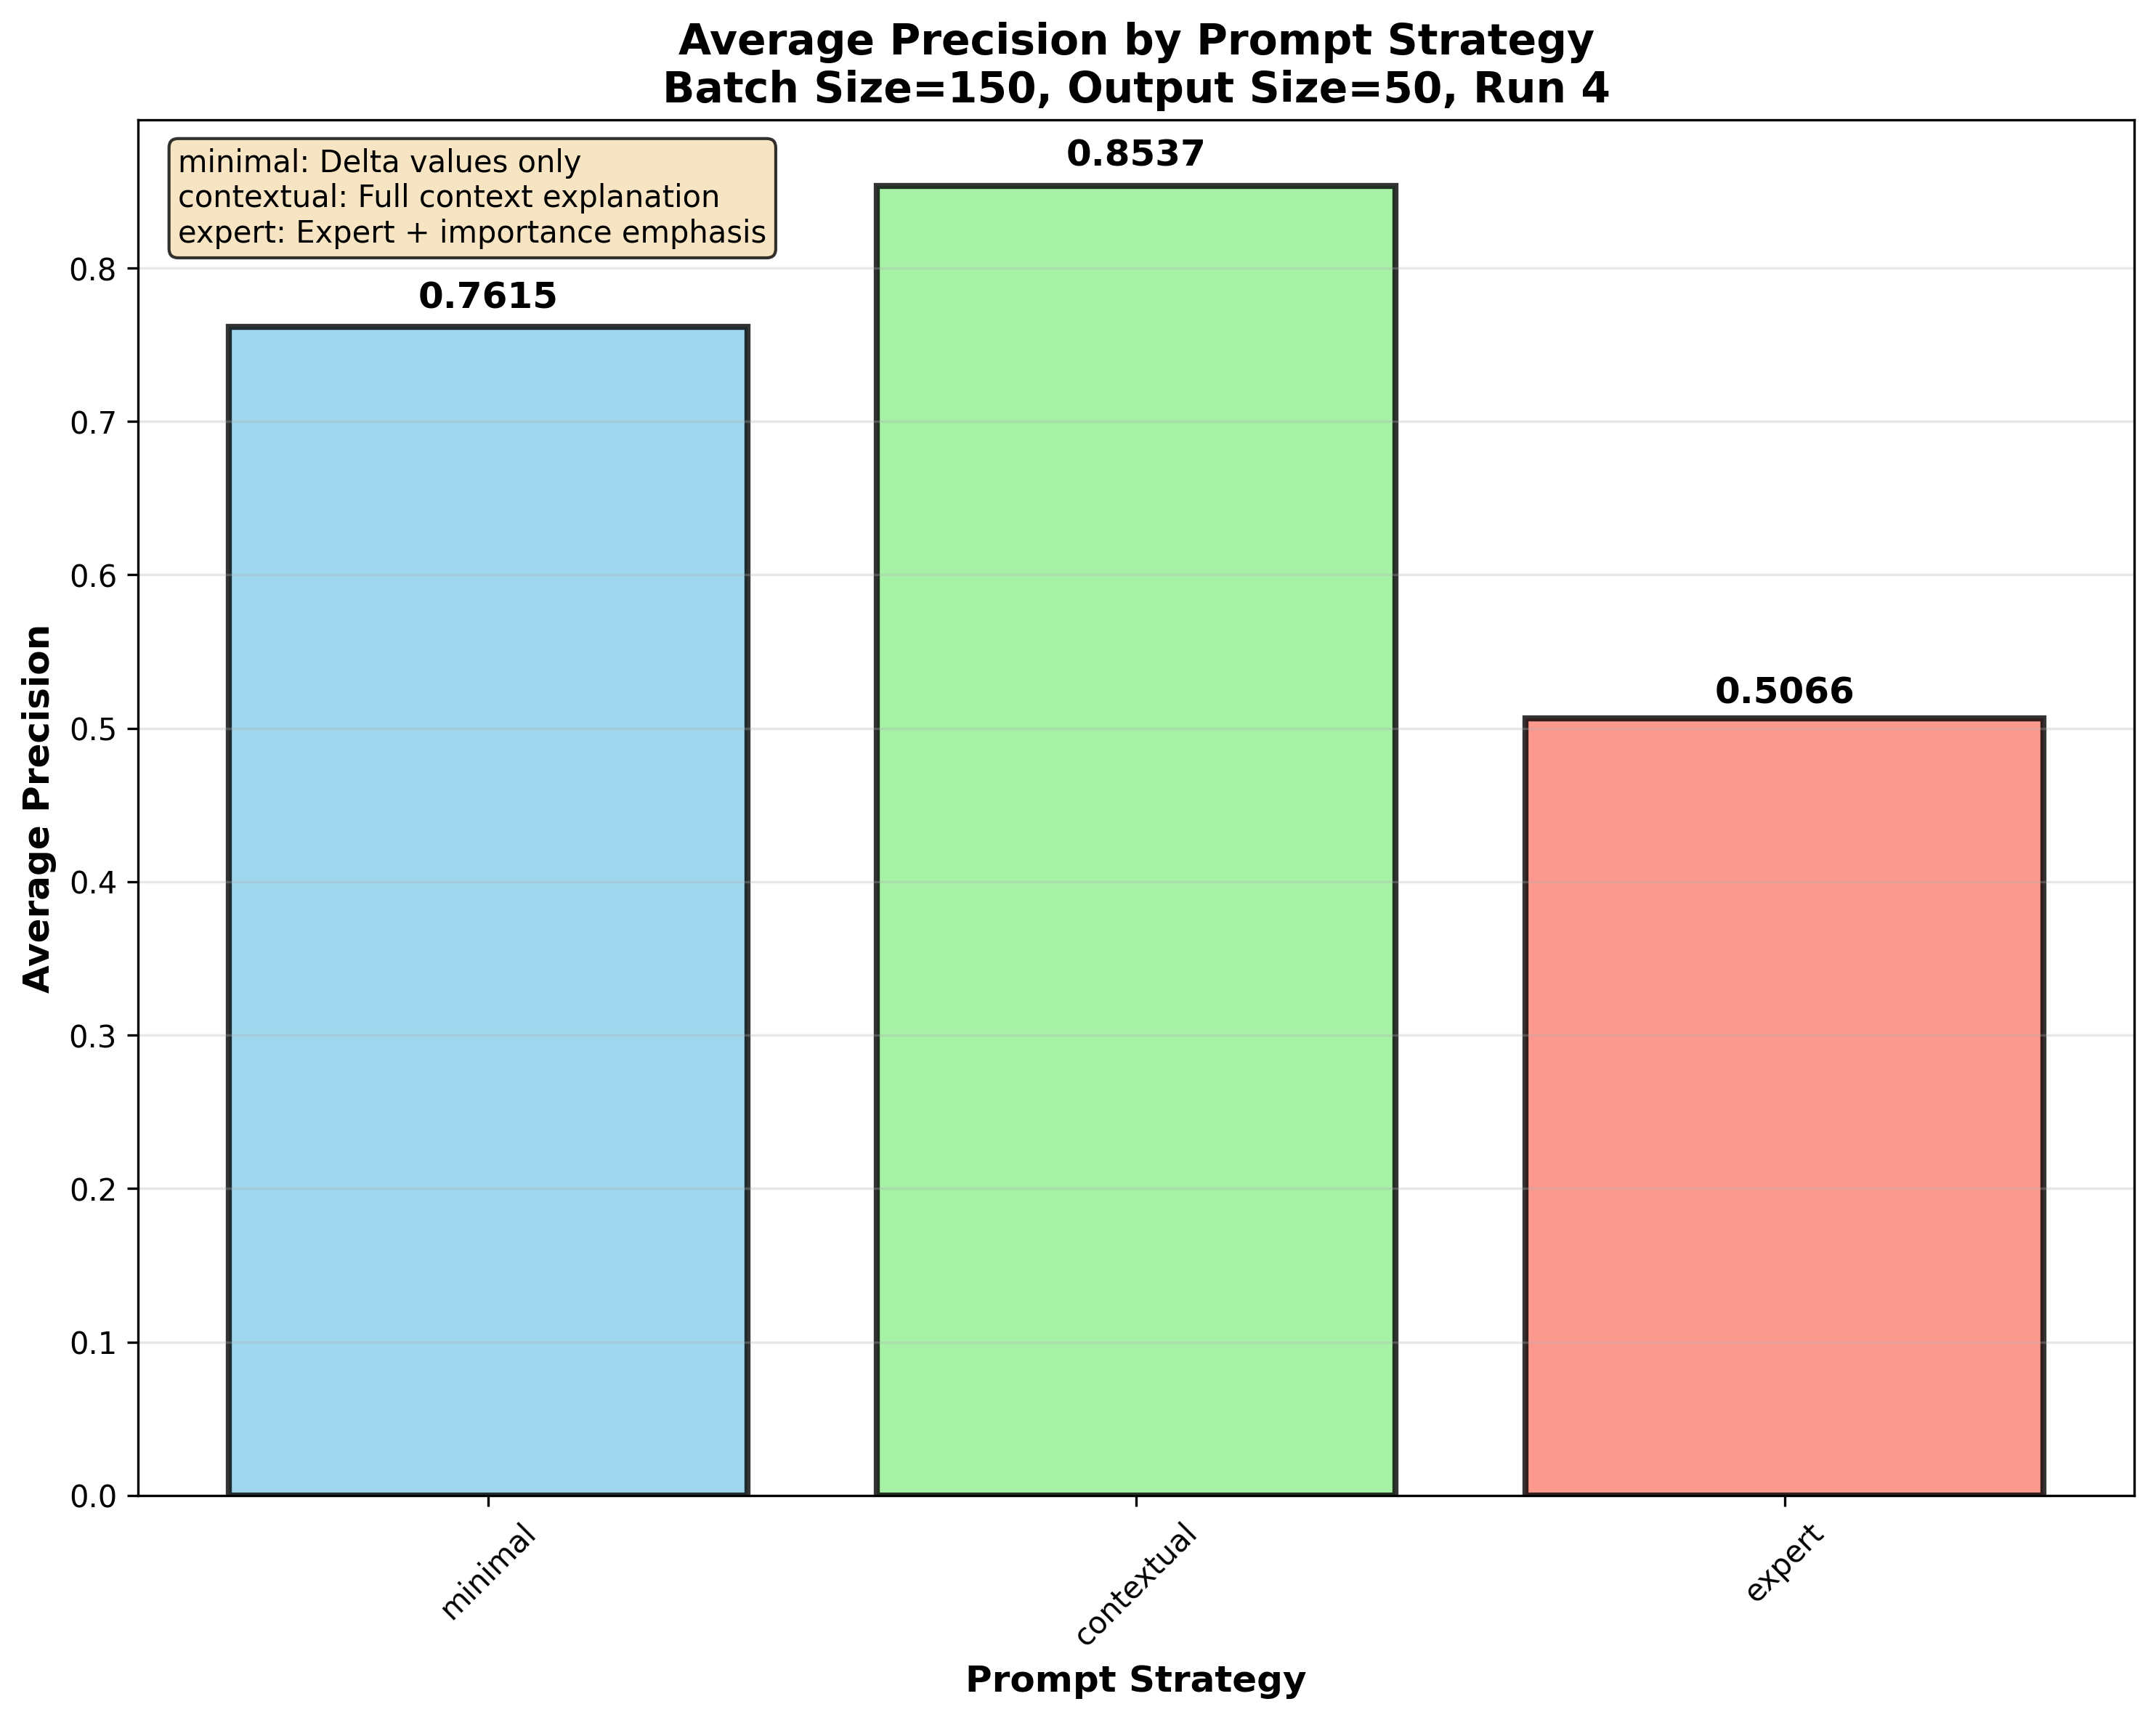 Average Precision by Prompt Strategy
Batch Size=150, Output Size=50, Run 4
minimal: Delta values only
contextual: Full context explanation
expert: Expert + importance emphasis
0.7615
0.8537
0.5066
0.8
0.7
0.6
0.5
0.4
0.3
0.2
0.1
0.0
Average Precision
minimal
contextual
expert
Prompt Strategy